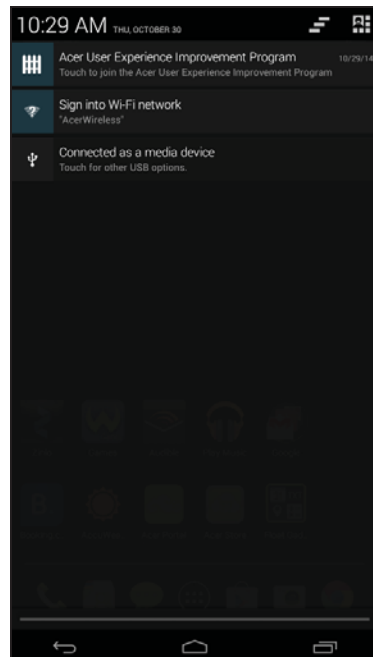 10:29 AM THU, OCTOBER 30
Acer User Experience Improvement Program 10/29/14
Touch to join the Acer User Experience Improvement Program
Sign into Wi-Fi network
"AcerWireless"
Connected as a media device
Touch for other USB options.